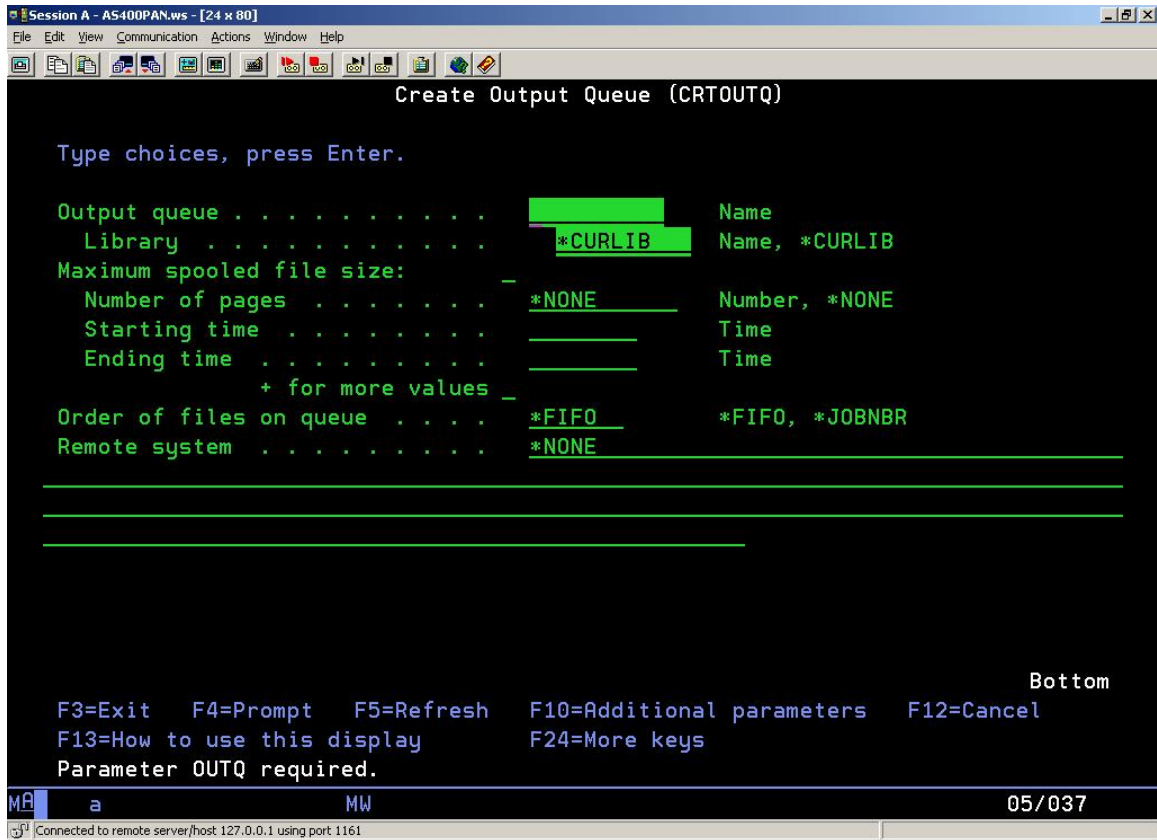 Session A - AS400PAN.ws - [24 x 80]
File Edit View Communication Actions Window Help
Create Output Queue (CRTOUTQ)
Type choices, press Enter.
Output queue . . . . . . . . . . Name
Library . . . . . . . . . . . *CURLIB Name, *CURLIB
Maximum spooled file size: _
Number of pages . . . . . . . *NONE Number, *NONE
Starting time . . . . . . . . Time
Ending time . . . . . . . . . Time
+ for more values _
Order of files on queue . . . . *FIFO *FIFO, *JOBNBR
Remote system . . . . . . . . . *NONE
Bottom
F3=Exit F4=Prompt F5=Refresh F10=Additional parameters F12=Cancel
F13=How to use this display F24=More keys
Parameter OUTQ required.
MA a MW 05/037
Connected to remote server/host 127.0.0.1 using port 1161